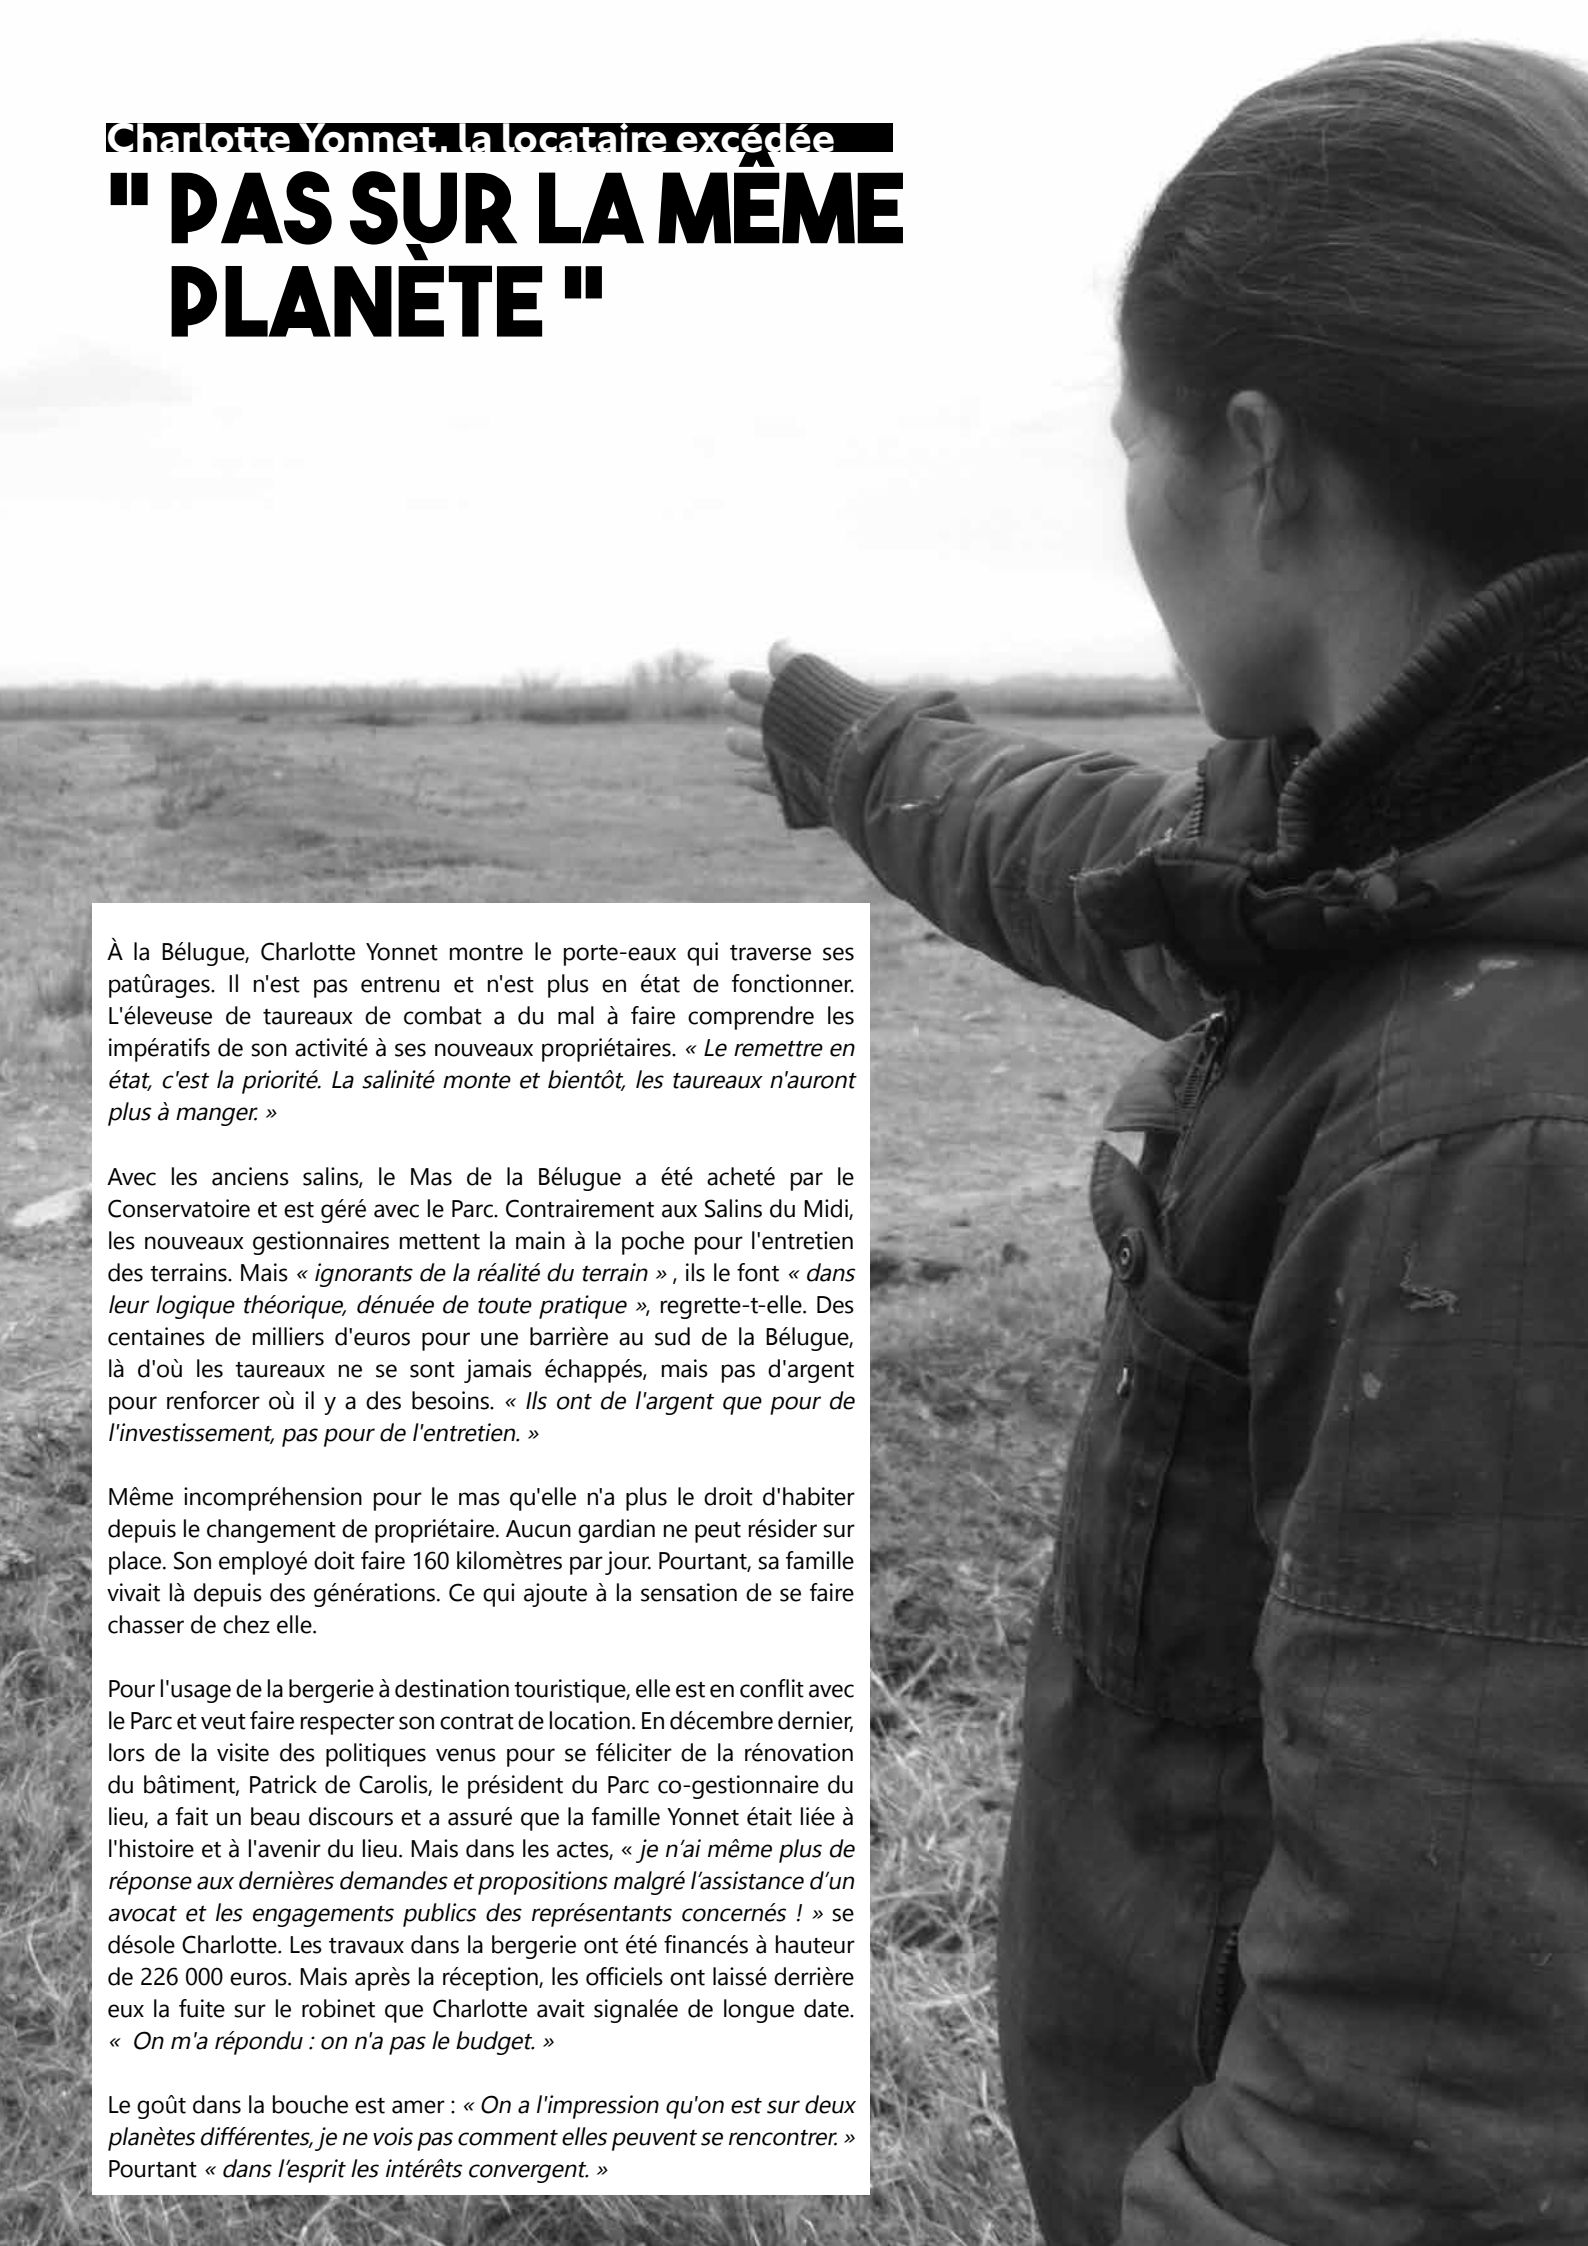 Charlotte Yonnet, la locataire excédée
" PAS SUR LA MÊME
PLANÈTE "
À la Bélugue, Charlotte Yonnet montre le porte-eaux qui traverse ses
patûrages. Il n'est pas entrenu et n'est plus en état de fonctionner.
L'éleveuse de taureaux de combat a du mal à faire comprendre les
impératifs de son activité à ses nouveaux propriétaires. « Le remettre en
état, c'est la priorité. La salinité monte et bientôt, les taureaux n'auront
plus à manger. »
Avec les anciens salins, le Mas de la Bélugue a été acheté par le
Conservatoire et est géré avec le Parc. Contrairement aux Salins du Midi,
les nouveaux gestionnaires mettent la main à la poche pour l'entretien
des terrains. Mais « ignorants de la réalité du terrain » , ils le font « dans
leur logique théorique, dénuée de toute pratique », regrette-t-elle. Des
centaines de milliers d'euros pour une barrière au sud de la Bélugue,
là d'où les taureaux ne se sont jamais échappés, mais pas d'argent
pour renforcer où il y a des besoins. « Ils ont de l'argent que pour de
l'investissement, pas pour de l'entretien. »
Même incompréhension pour le mas qu'elle n'a plus le droit d'habiter
depuis le changement de propriétaire. Aucun gardian ne peut résider sur
place. Son employé doit faire 160 kilomètres par jour. Pourtant, sa famille
vivait là depuis des générations. Ce qui ajoute à la sensation de se faire
chasser de chez elle.
Pour l'usage de la bergerie à destination touristique, elle est en conflit avec
le Parc et veut faire respecter son contrat de location. En décembre dernier,
lors de la visite des politiques venus pour se féliciter de la rénovation
du bâtiment, Patrick de Carolis, le président du Parc co-gestionnaire du
lieu, a fait un beau discours et a assuré que la famille Yonnet était liée à
l'histoire et à l'avenir du lieu. Mais dans les actes, « je n’ai même plus de
réponse aux dernières demandes et propositions malgré l’assistance d’un
avocat et les engagements publics des représentants concernés ! » se
désole Charlotte. Les travaux dans la bergerie ont été financés à hauteur
de 226 000 euros. Mais après la réception, les officiels ont laissé derrière
eux la fuite sur le robinet que Charlotte avait signalée de longue date.
« On m'a répondu : on n'a pas le budget. »
Le goût dans la bouche est amer : « On a l'impression qu'on est sur deux
planètes différentes, je ne vois pas comment elles peuvent se rencontrer. »
Pourtant « dans l’esprit les intérêts convergent. »